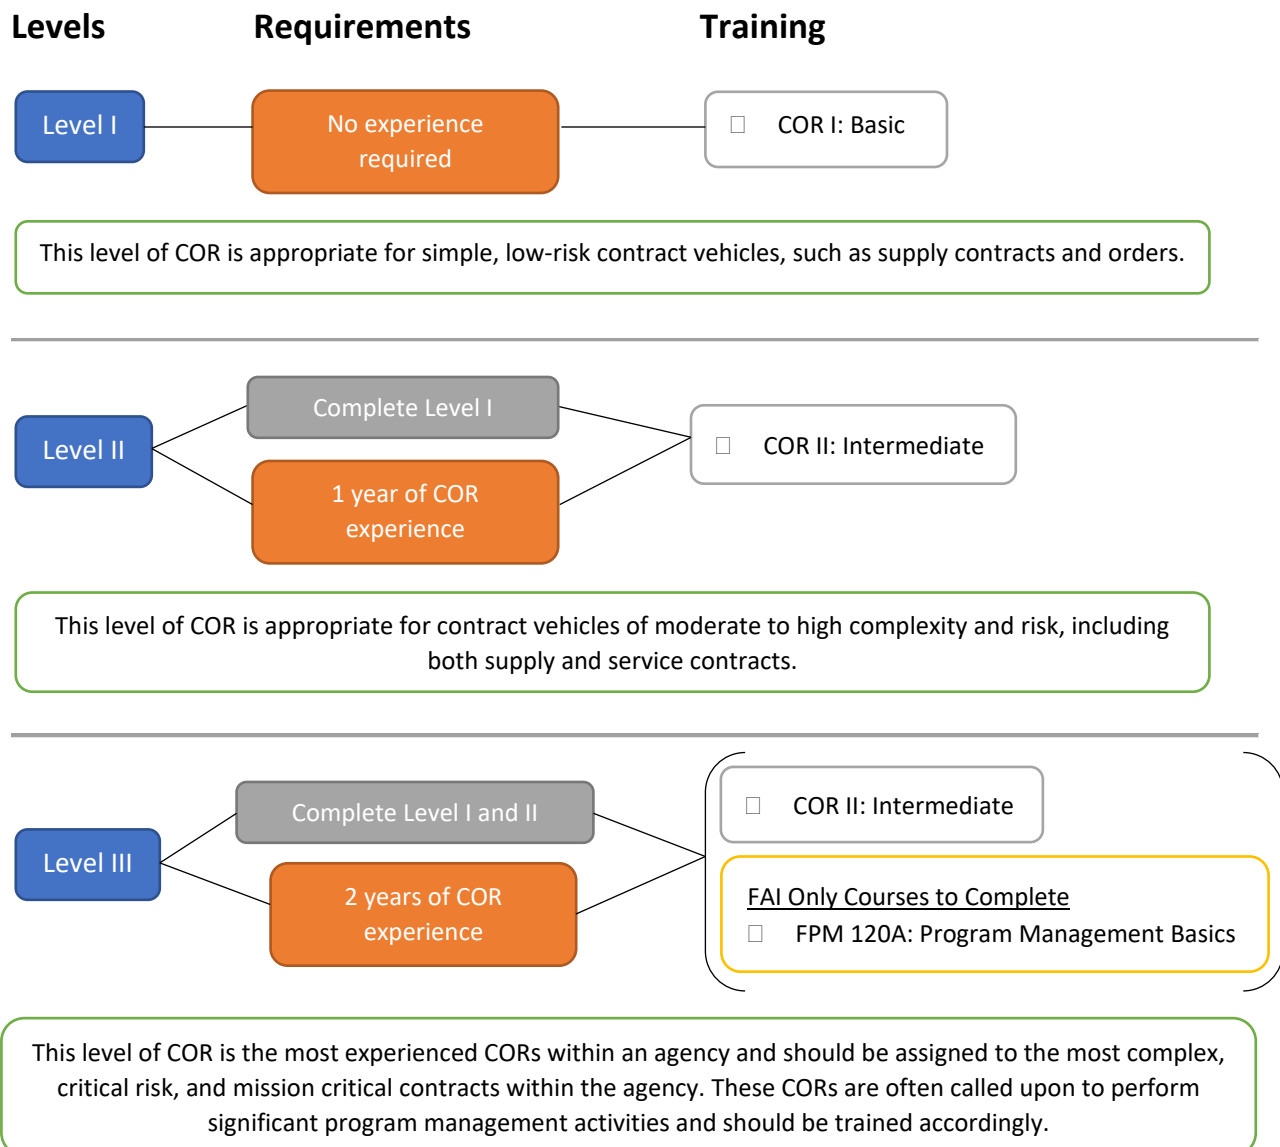 Levels Requirements Training
Level I
No experience
required
☐ COR I: Basic
This level of COR is appropriate for simple, low-risk contract vehicles, such as supply contracts and orders.
Level II
Complete Level I
1 year of COR
experience
☐ COR II: Intermediate
This level of COR is appropriate for contract vehicles of moderate to high complexity and risk, including
both supply and service contracts.
Level III
Complete Level I and II
2 years of COR
experience
☐ COR II: Intermediate
FAI Only Courses to Complete
☐ FPM 120A: Program Management Basics
This level of COR is the most experienced CORs within an agency and should be assigned to the most complex,
critical risk, and mission critical contracts within the agency. These CORs are often called upon to perform
significant program management activities and should be trained accordingly.